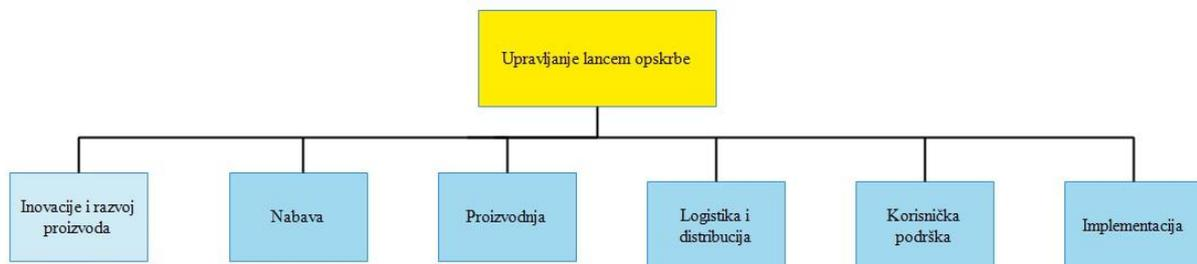 Upravljanje lancem opskrbe
Inovacije i razvoj
proizvoda
Nabava
Proizvodnja
Logistika i
distribucija
Korisnička
podrška
Implementacija